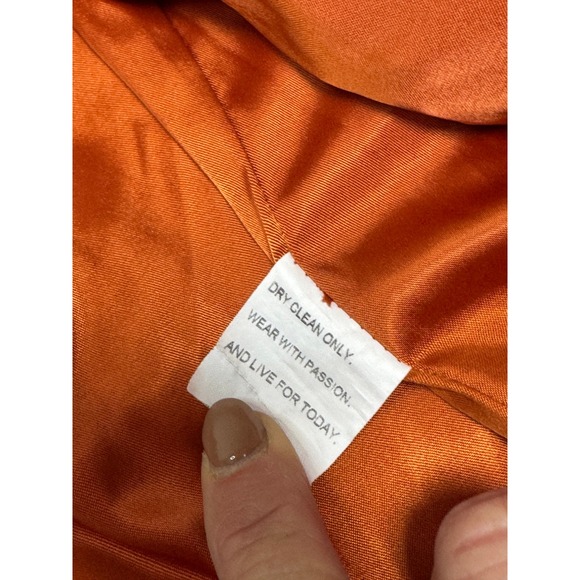 DRY CLEAN ONLY.
WEAR WITH PASSION.
AND LIVE FOR TODAY.